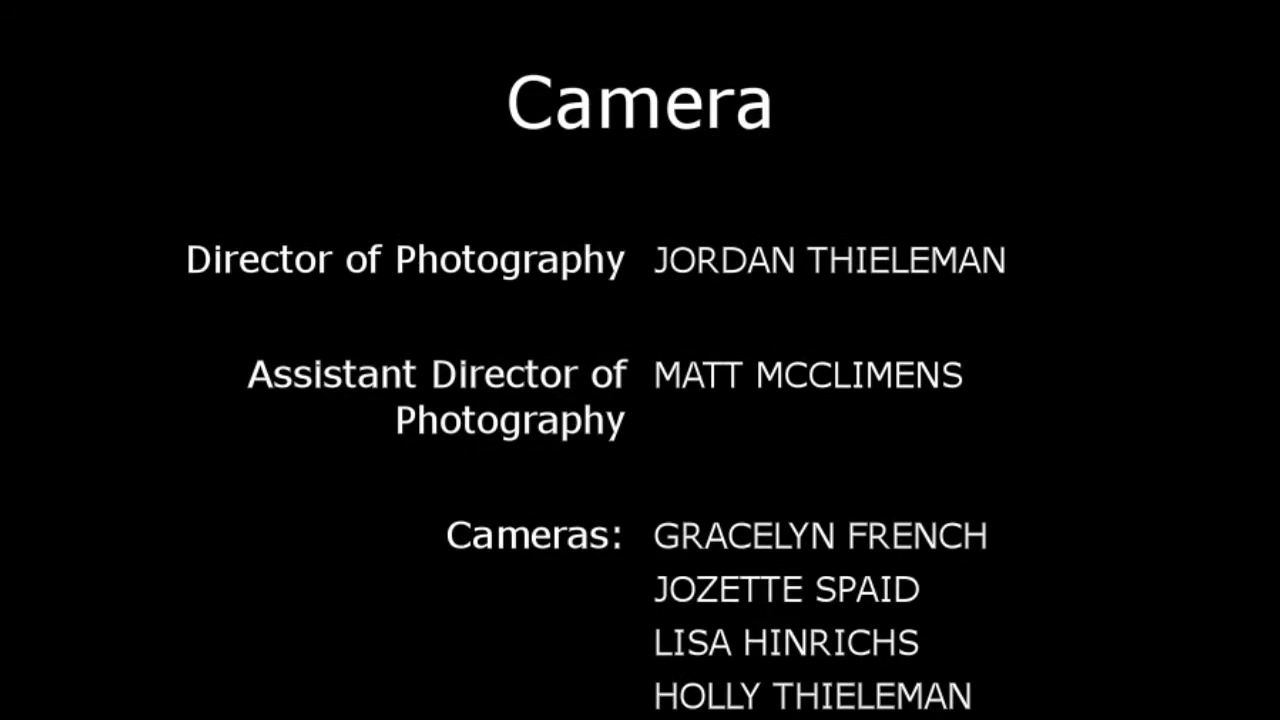 Camera
Director of Photography JORDAN THIELEMAN
Assistant Director of MATT MCCLIMENS
Photography
Cameras: GRACELYN FRENCH
JOZETTE SPAID
LISA HINRICHS
HOLLY THIELEMAN